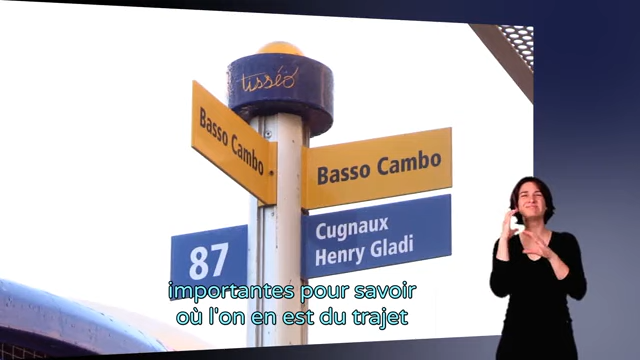 tisséo
Basso Cambo
Basso Cambo
87
Cugnaux
Henry Gladi
importantes pour savoir
où l'on en est du trajet